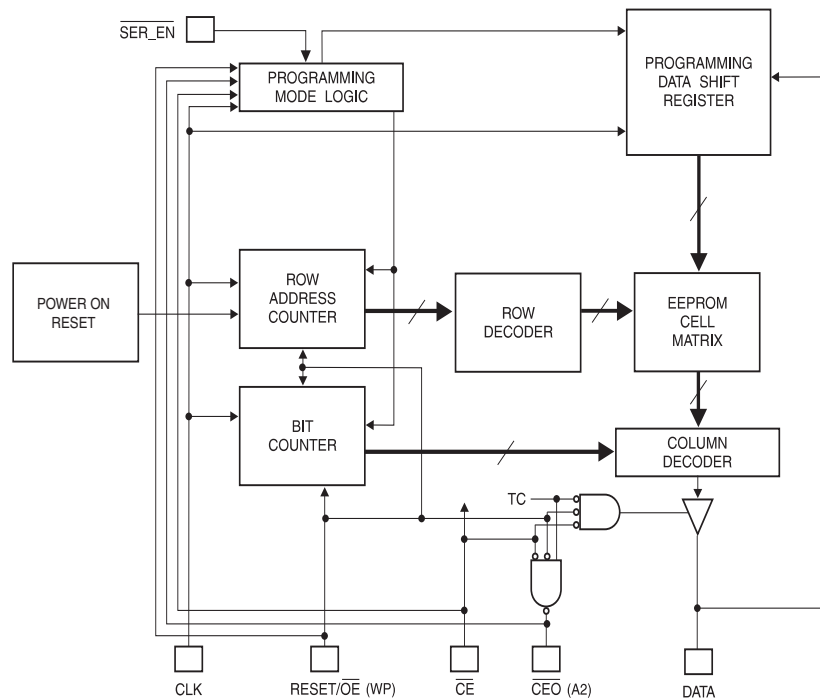 SER_EN
PROGRAMMING
MODE LOGIC
PROGRAMMING
DATA SHIFT
REGISTER
POWER ON
RESET
ROW
ADDRESS
COUNTER
ROW
DECODER
EEPROM
CELL
MATRIX
BIT
COUNTER
COLUMN
DECODER
TC
CLK
RESET/OE (WP)
CE
CEO (A2)
DATA